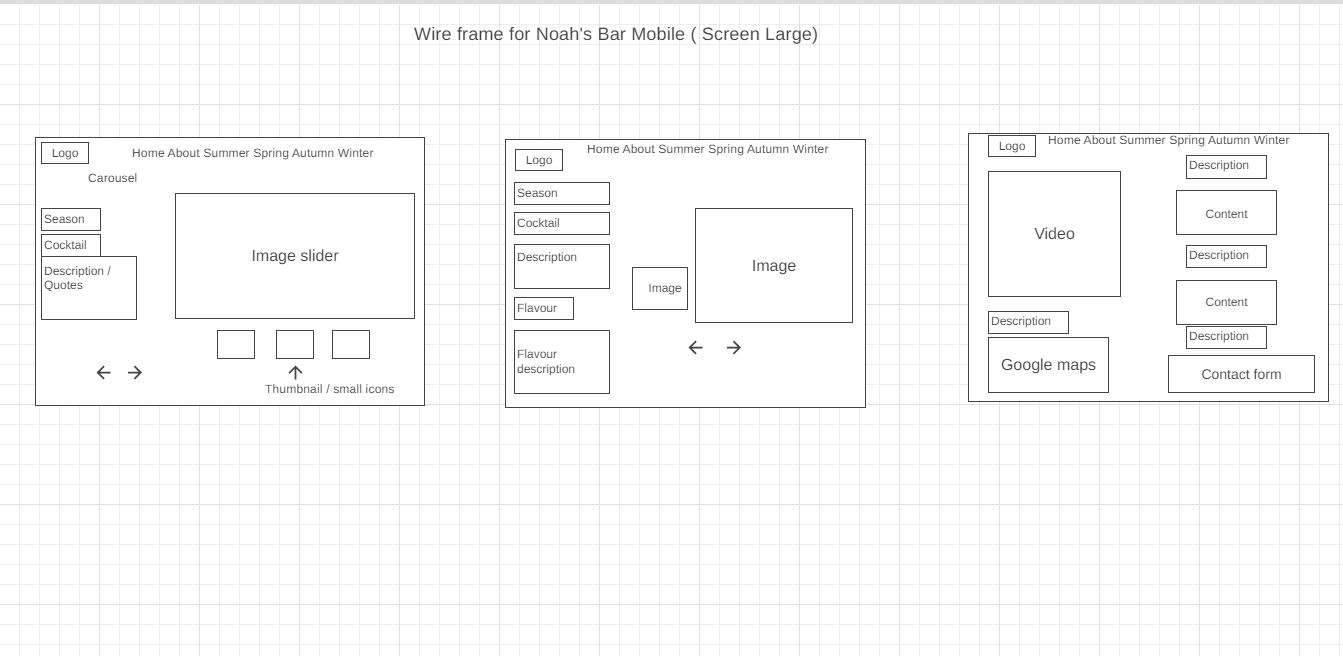 Wire frame for Noah's Bar Mobile ( Screen Large)
Logo
Home About Summer Spring Autumn Winter
Carousel
Season
Cocktail
Description /
Quotes
Image slider
Thumbnail / small icons
Logo
Home About Summer Spring Autumn Winter
Season
Cocktail
Description
Flavour
Flavour
description
Image
Image
Logo
Home About Summer Spring Autumn Winter
Video
Description
Google maps
Description
Content
Description
Content
Description
Contact form